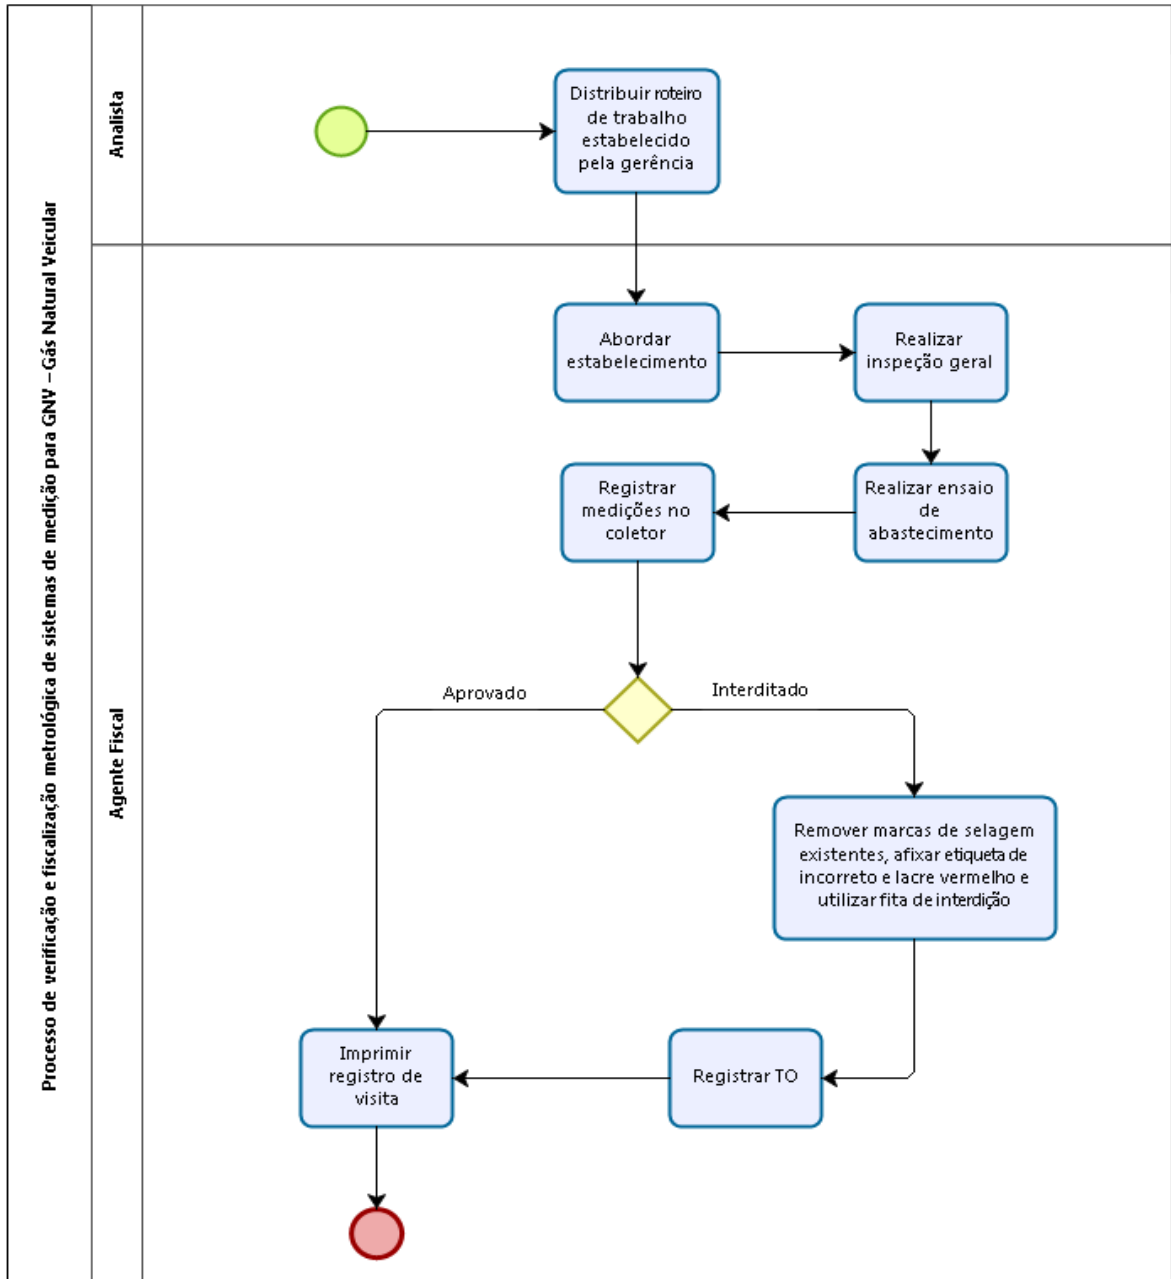 Processo de verificação e fiscalização metrológica de sistemas de medição para GNV – Gás Natural Veicular
Analista
Distribuir roteiro
de trabalho
estabelecido
pela gerência
Agente Fiscal
Abordar
estabelecimento
Realizar
inspeção geral
Registrar
medições no
coletor
Realizar ensaio
de
abastecimento
Aprovado
Interditado
Remover marcas de selagem
existentes, afixar etiqueta de
incorreto e lacre vermelho e
utilizar fita de interdição
Imprimir
registro de
visita
Registrar TO